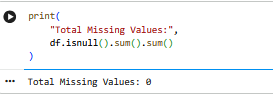 print(
"Total Missing Values:",
df.isnull().sum().sum()
)
Total Missing Values: 0